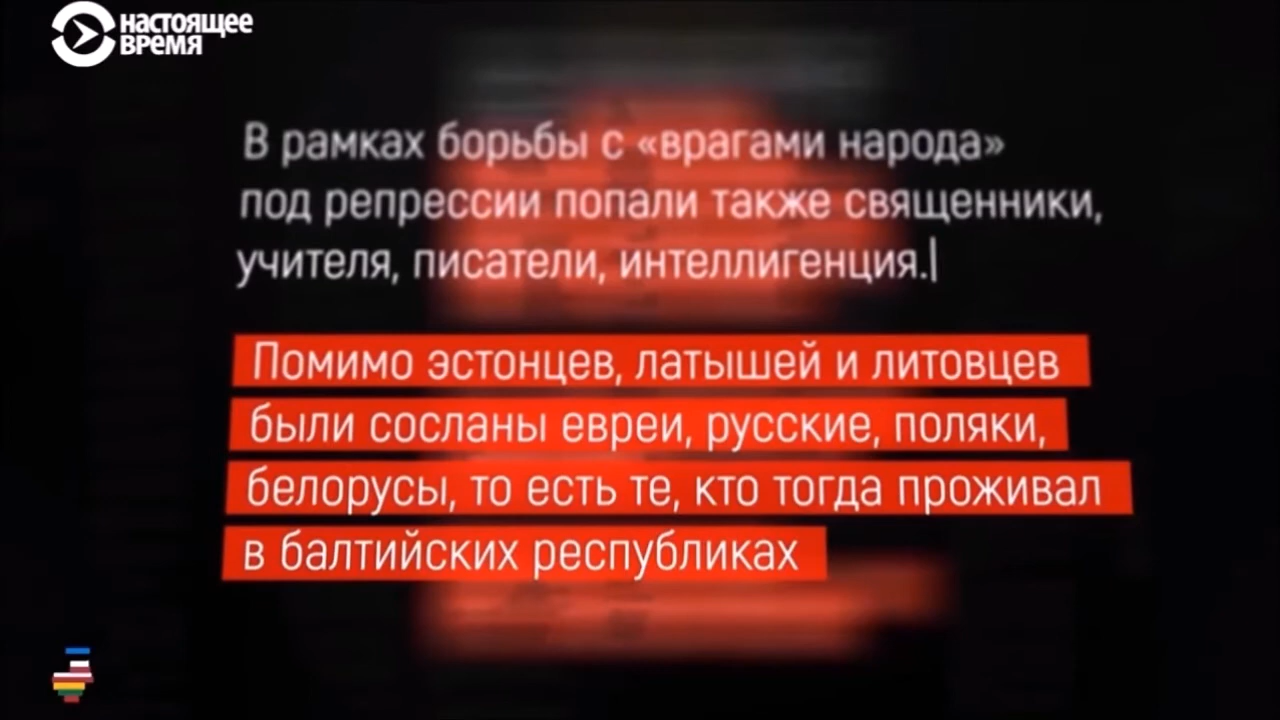 настоящее
время
В рамках борьбы с «врагами народа»
под репрессии попали также священники,
учителя, писатели, интеллигенция.|
Помимо эстонцев, латышей и литовцев
были сосланы евреи, русские, поляки,
белорусы, то есть те, кто тогда проживал
в балтийских республиках